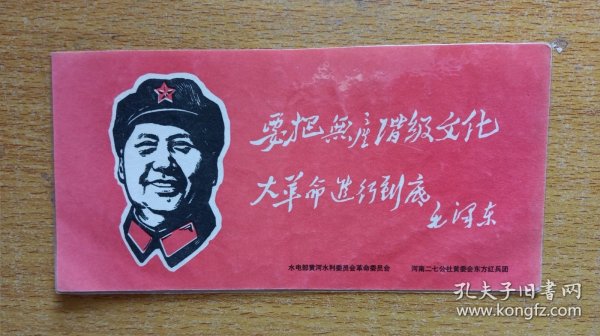 要把無产階级文化
大革命進行到底
毛泽东
水电部黄河水利委员会革命委员会 河南二七公社黄委会东方红兵团
孔夫子旧书网
www.kongfz.com